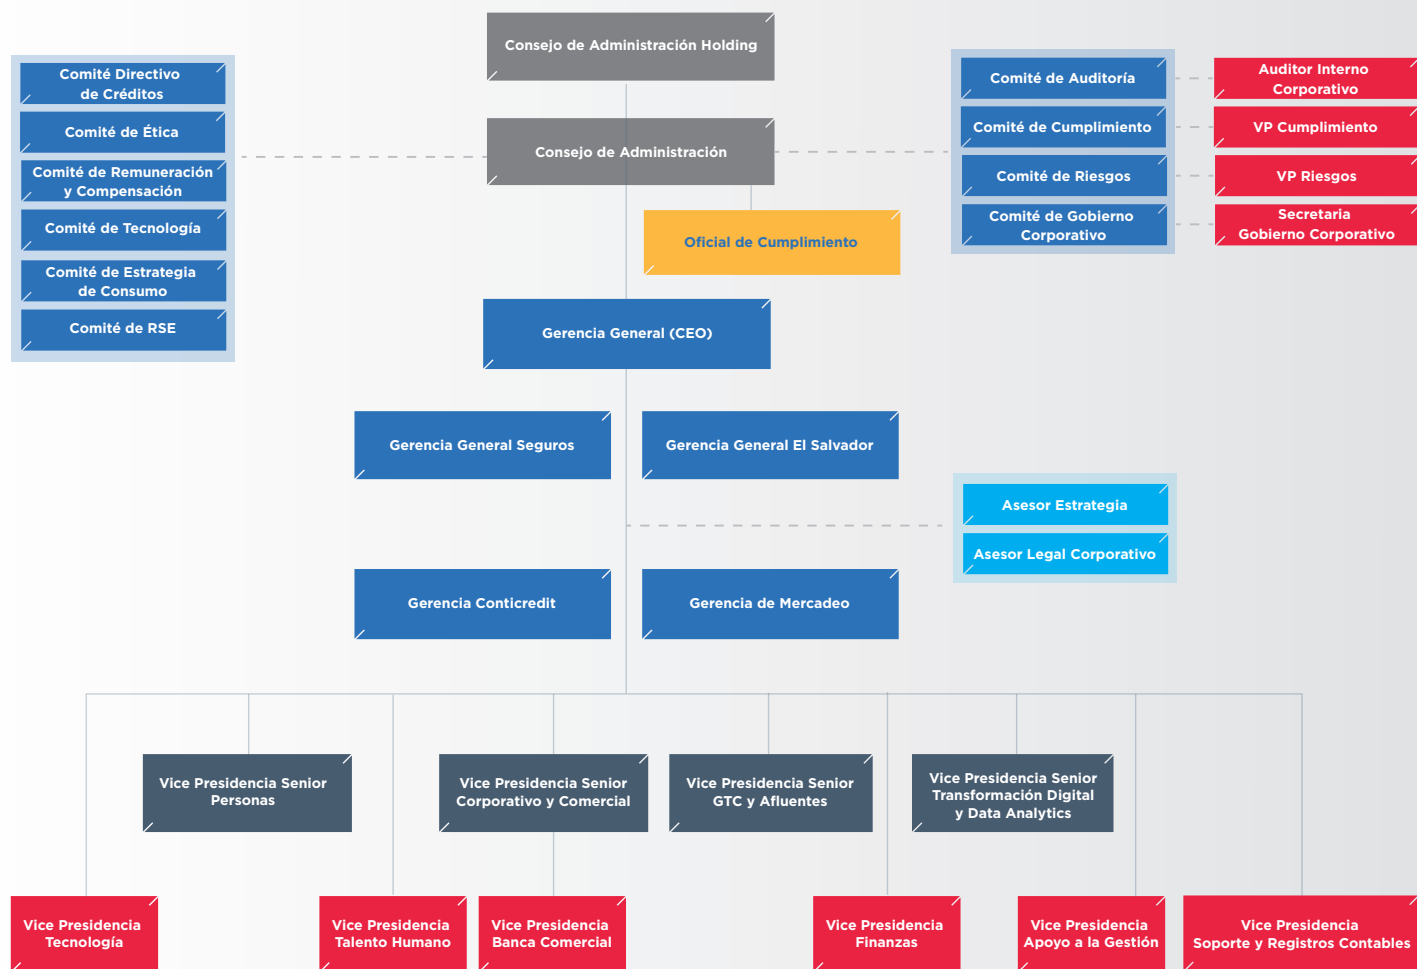 Consejo de Administración Holding
Comité Directivo
de Créditos
Comité de Ética
Comité de Remuneración
y Compensación
Comité de Tecnología
Comité de Estrategia
de Consumo
Comité de RSE
Consejo de Administración
Oficial de Cumplimiento
Comité de Auditoría
Comité de Cumplimiento
Comité de Riesgos
Comité de Gobierno
Corporativo
Auditor Interno
Corporativo
VP Cumplimiento
VP Riesgos
Secretaria
Gobierno Corporativo
Gerencia General (CEO)
Gerencia General Seguros
Gerencia General El Salvador
Asesor Estrategia
Asesor Legal Corporativo
Gerencia Conticredit
Gerencia de Mercadeo
Vice Presidencia Senior
Personas
Vice Presidencia Senior
Corporativo y Comercial
Vice Presidencia Senior
GTC y Afluentes
Vice Presidencia Senior
Transformación Digital
y Data Analytics
Vice Presidencia
Tecnología
Vice Presidencia
Talento Humano
Vice Presidencia
Banca Comercial
Vice Presidencia
Finanzas
Vice Presidencia
Apoyo a la Gestión
Vice Presidencia
Soporte y Registros Contables